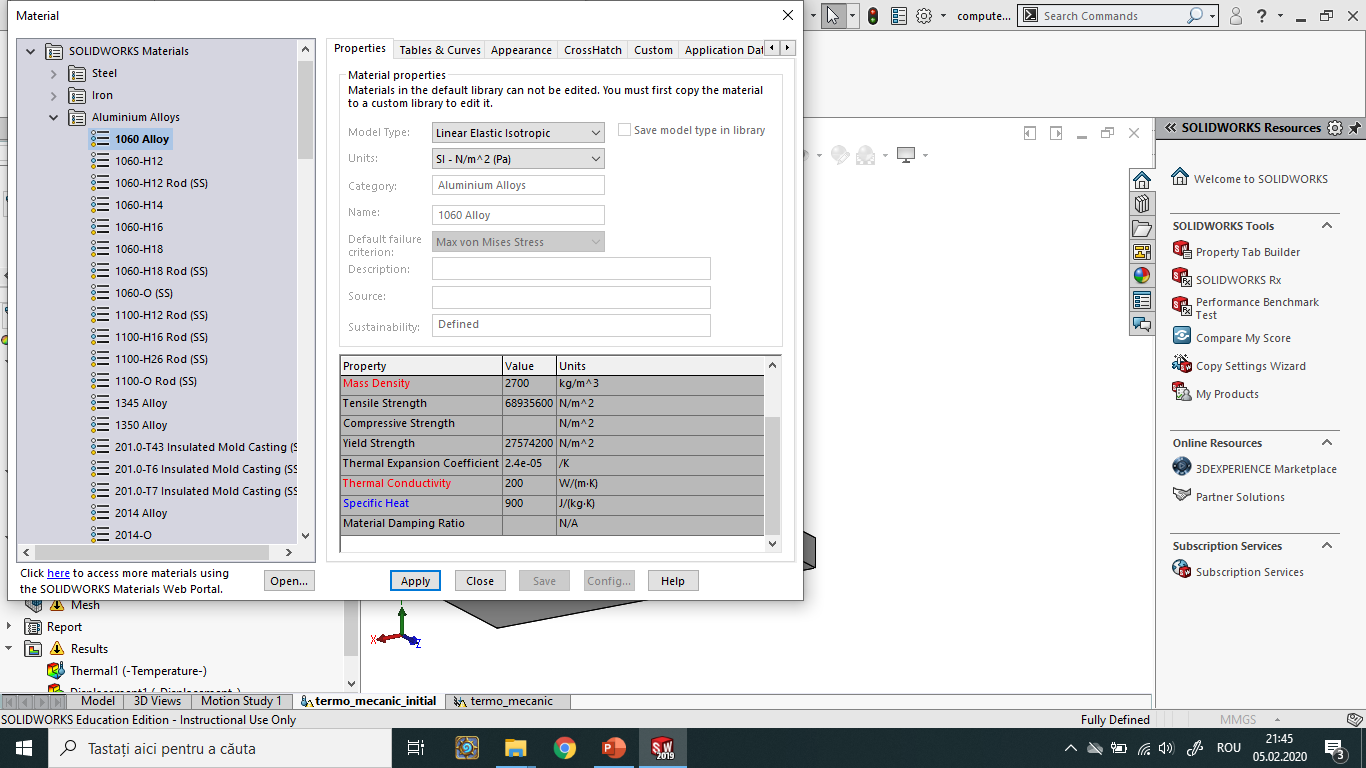 Material
compute...
Search Commands
SOLIDWORKS Materials
Steel
Iron
Aluminium Alloys
1060 Alloy
1060-H12
1060-H12 Rod (SS)
1060-H14
1060-H16
1060-H18
1060-H18 Rod (SS)
1060-O (SS)
1100-H12 Rod (SS)
1100-H16 Rod (SS)
1100-H26 Rod (SS)
1100-O Rod (SS)
1345 Alloy
1350 Alloy
201.0-T43 Insulated Mold Casting (S
201.0-T6 Insulated Mold Casting (SS
201.0-T7 Insulated Mold Casting (SS
2014 Alloy
2014-O
Click here to access more materials using
the SOLIDWORKS Materials Web Portal.
Open...
Properties Tables & Curves Appearance CrossHatch Custom Application Dat
Material properties
Materials in the default library can not be edited. You must first copy the material
to a custom library to edit it.
Model Type: Linear Elastic Isotropic Save model type in library
Units: SI - N/m^2 (Pa)
Category: Aluminium Alloys
Name: 1060 Alloy
Default failure
criterion: Max von Mises Stress
Description:
Source:
Sustainability: Defined
Property Value Units
Mass Density 2700 kg/m^3
Tensile Strength 68935600 N/m^2
Compressive Strength N/m^2
Yield Strength 27574200 N/m^2
Thermal Expansion Coefficient 2.4e-05 /K
Thermal Conductivity 200 W/(m·K)
Specific Heat 900 J/(kg·K)
Material Damping Ratio N/A
Apply Close Save Config... Help
SOLIDWORKS Resources
Welcome to SOLIDWORKS
SOLIDWORKS Tools
Property Tab Builder
SOLIDWORKS Rx
Performance Benchmark
Test
Compare My Score
Copy Settings Wizard
My Products
Online Resources
3DEXPERIENCE Marketplace
Partner Solutions
Subscription Services
Subscription Services
Mesh
Report
Results
Thermal1 (-Temperature-)
Displacement1 (-Displacement-)
X
Z
Model 3D Views Motion Study 1 termo_mecanic_initial termo_mecanic
SOLIDWORKS Education Edition - Instructional Use Only
Fully Defined
MMGS
Tastați aici pentru a căuta
SW
2019
ROU
21:45
05.02.2020
3